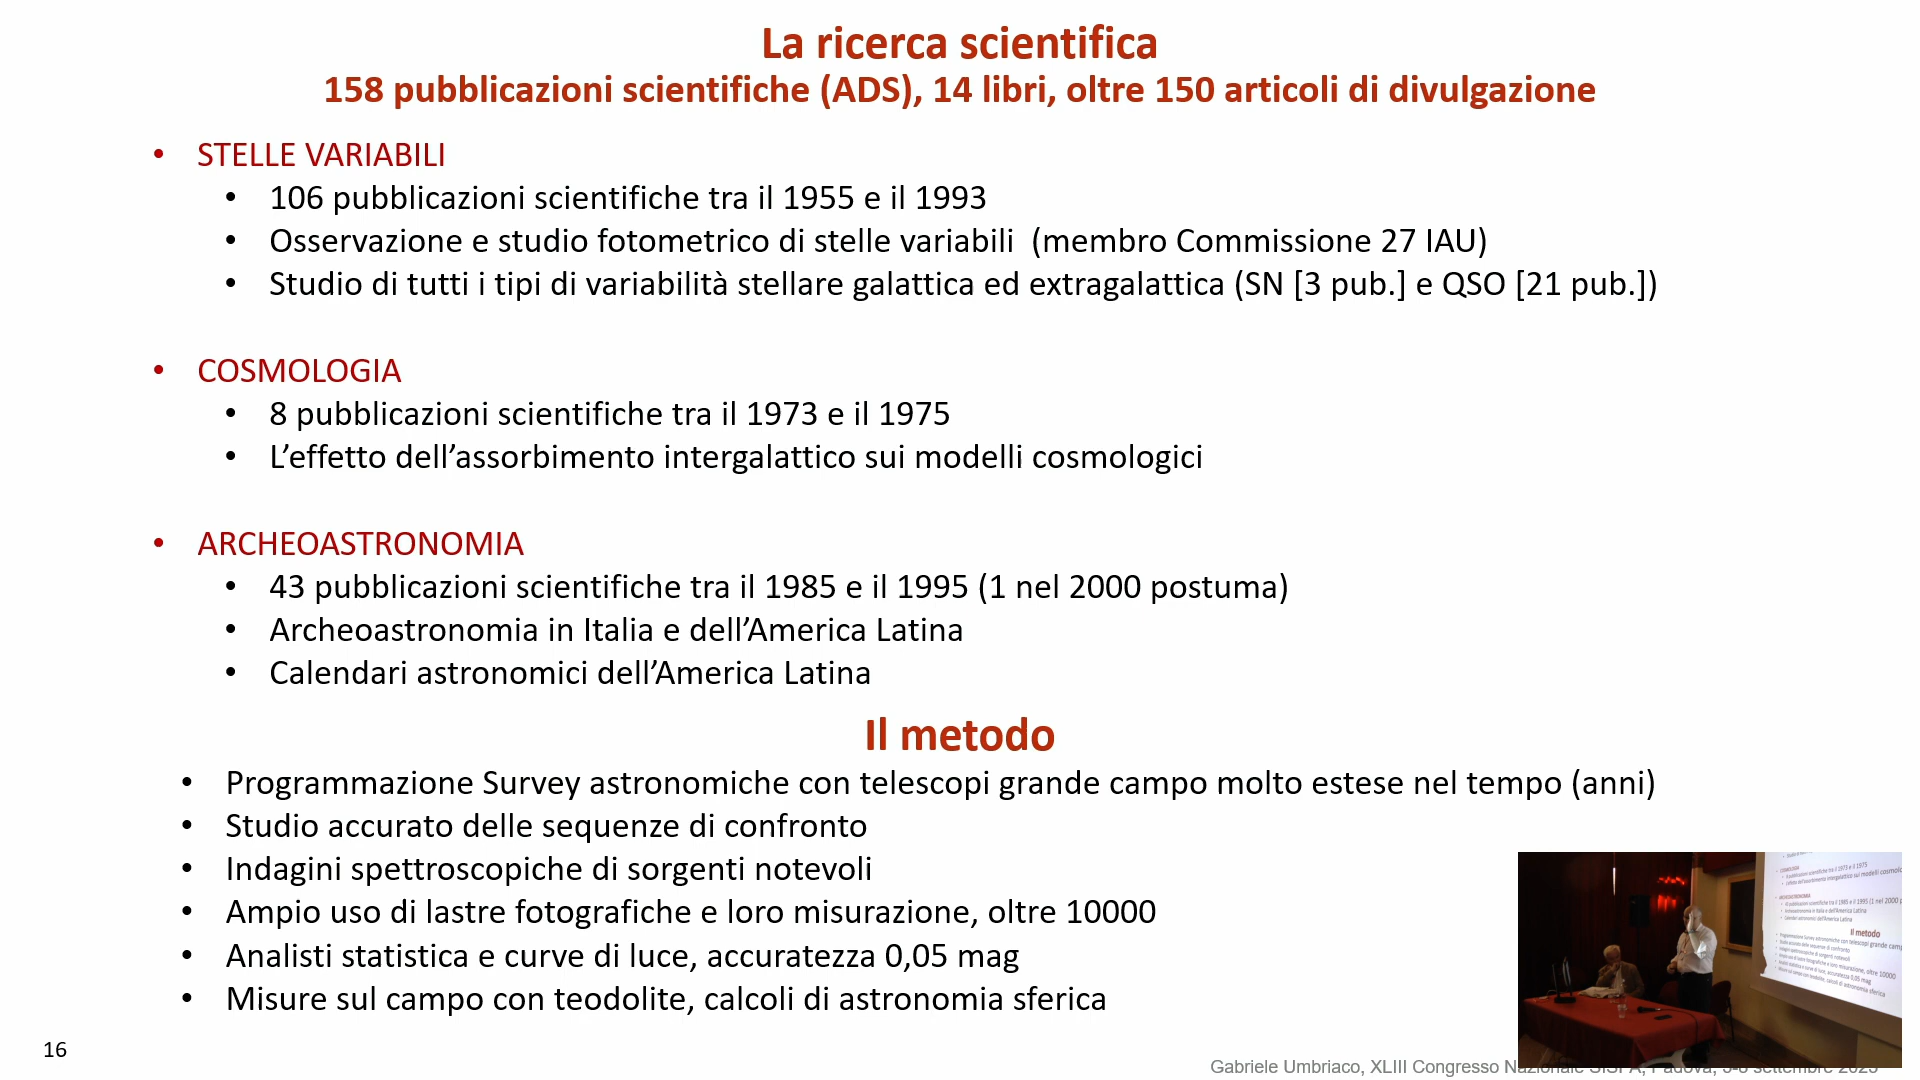 La ricerca scientifica
158 pubblicazioni scientifiche (ADS), 14 libri, oltre 150 articoli di divulgazione
• STELLE VARIABILI
• 106 pubblicazioni scientifiche tra il 1955 e il 1993
• Osservazione e studio fotometrico di stelle variabili (membro Commissione 27 IAU)
• Studio di tutti i tipi di variabilità stellare galattica ed extragalattica (SN [3 pub.] e QSO [21 pub.])
• COSMOLOGIA
• 8 pubblicazioni scientifiche tra il 1973 e il 1975
• L’effetto dell’assorbimento intergalattico sui modelli cosmologici
• ARCHEOASTRONOMIA
• 43 pubblicazioni scientifiche tra il 1985 e il 1995 (1 nel 2000 postuma)
• Archeoastronomia in Italia e dell’America Latina
• Calendari astronomici dell’America Latina
Il metodo
• Programmazione Survey astronomiche con telescopi grande campo molto estese nel tempo (anni)
• Studio accurato delle sequenze di confronto
• Indagini spettroscopiche di sorgenti notevoli
• Ampio uso di lastre fotografiche e loro misurazione, oltre 10000
• Analisti statistica e curve di luce, accuratezza 0,05 mag
• Misure sul campo con teodolite, calcoli di astronomia sferica
16
Gabriele Umbriaco, XLIII Congresso